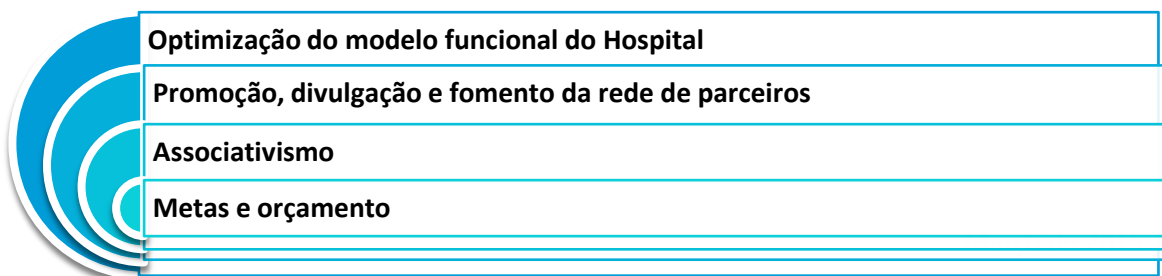 Optimização do modelo funcional do Hospital
Promoção, divulgação e fomento da rede de parceiros
Associativismo
Metas e orçamento